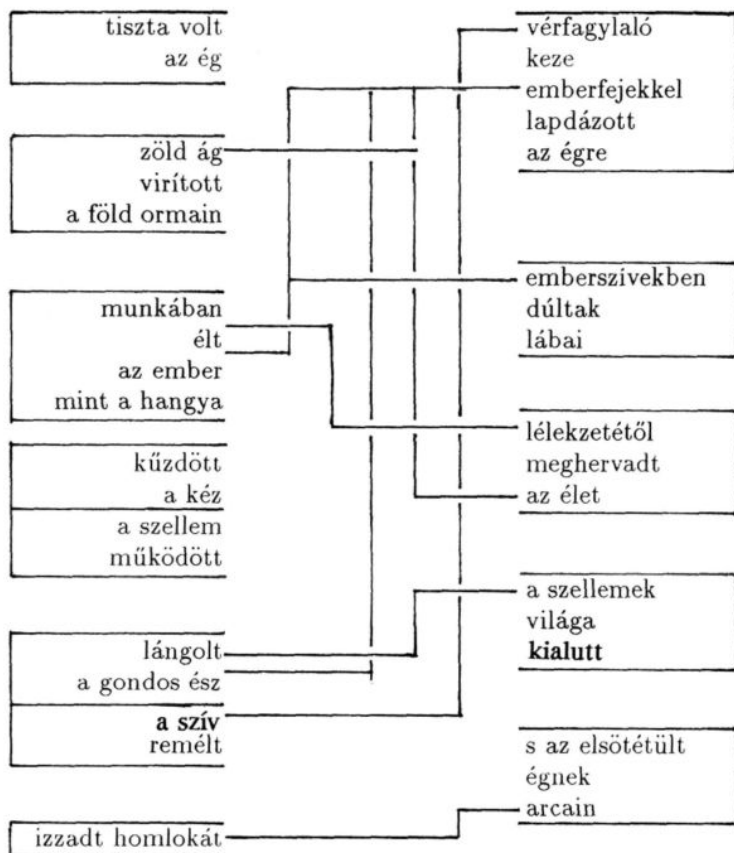 tiszta volt
az ég
zöld ág
virított
a föld ormain
munkában
élt
az ember
mint a hangya
kűzdött
a kéz
a szellem
működött
lángolt
a gondos ész
a szív
remélt
izzadt homlokát
vérfagylaló
keze
emberfejekkel
lapdázott
az égre
emberszívekben
dúltak
lábai
lélekzetétől
meghervadt
az élet
a szellemek
világa
kialutt
s az elsötétült
égnek
arcain